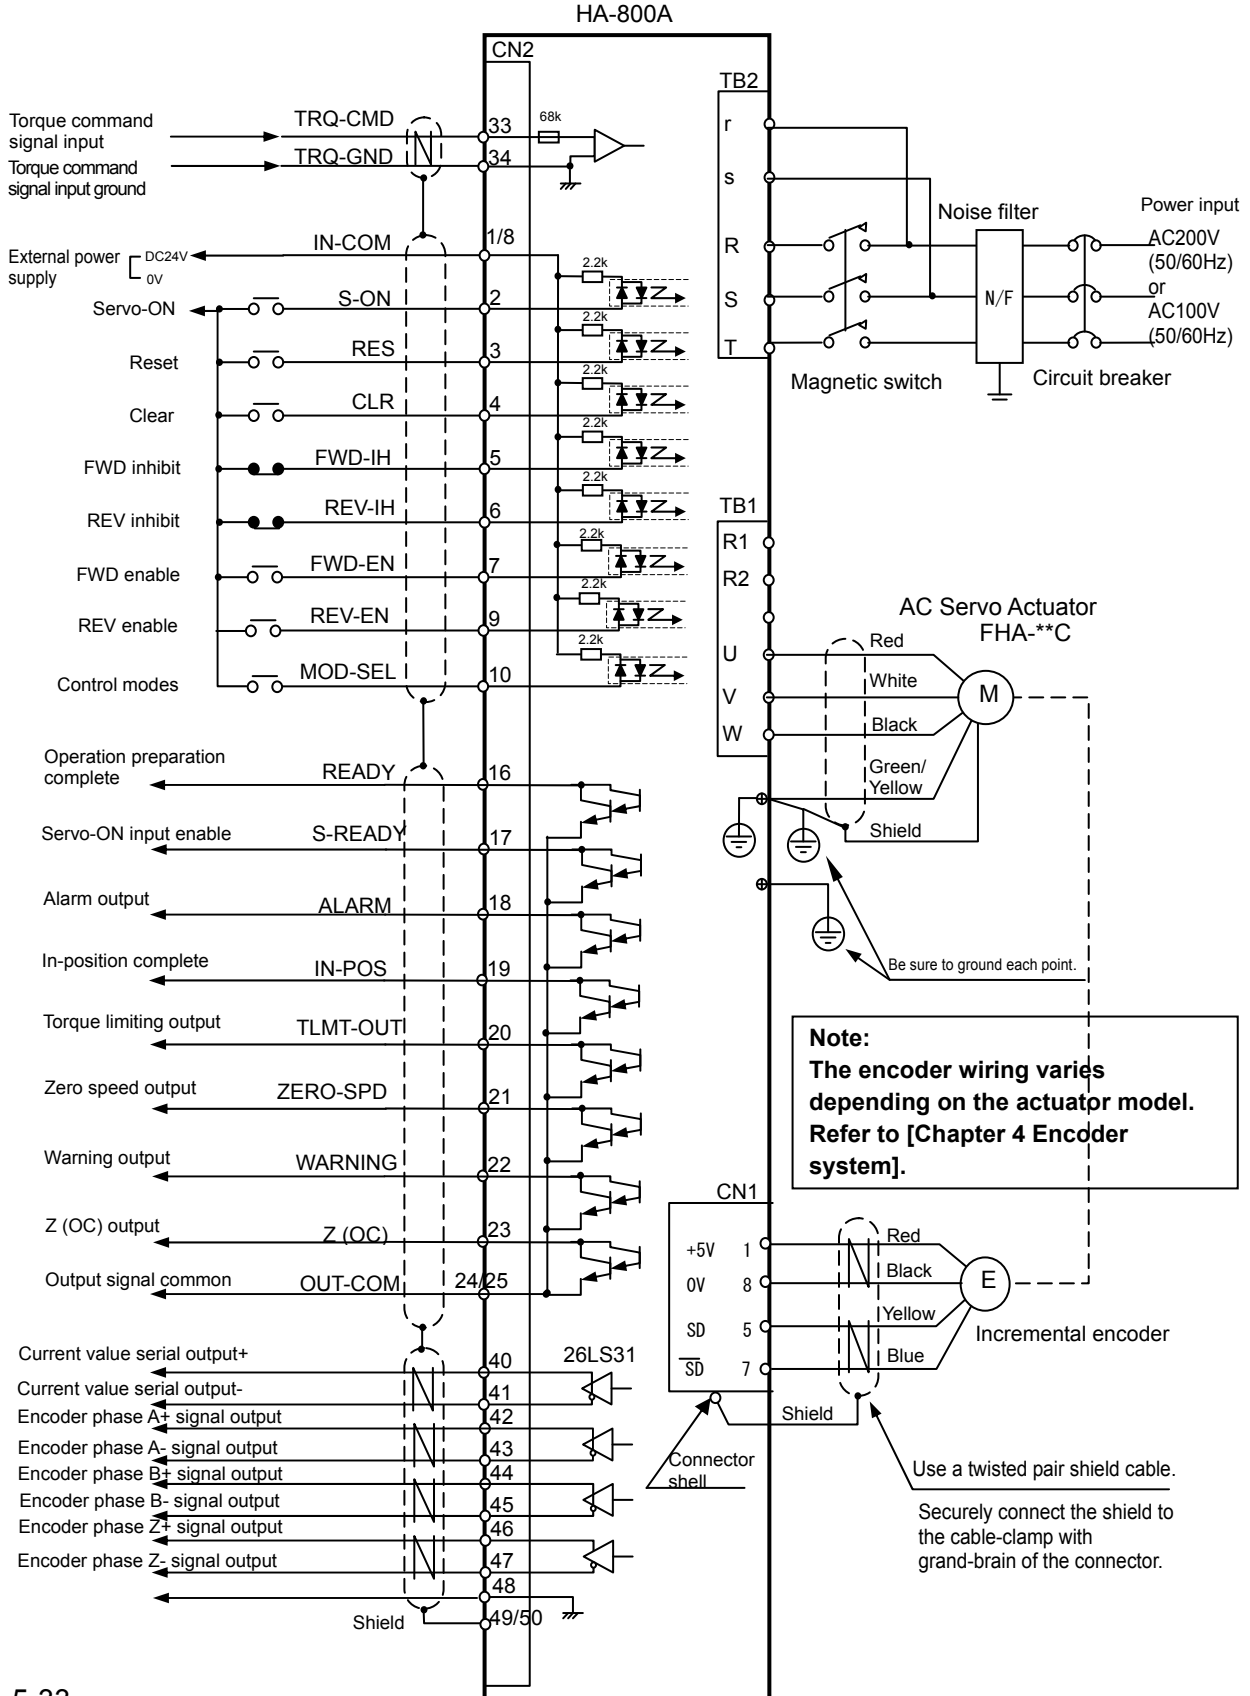 HA-800A
CN2
TB2
Torque command
signal input
TRQ-CMD
33
68k
Torque command
signal input ground
TRQ-GND
34
r
s
R
S
T
Noise filter
N/F
Power input
AC200V
(50/60Hz)
or
AC100V
(50/60Hz)
Magnetic switch
Circuit breaker
External power
supply
DC24V
0V
IN-COM
1/8
2.2k
Servo-ON
S-ON
2
2.2k
Reset
RES
3
2.2k
Clear
CLR
4
2.2k
FWD inhibit
FWD-IH
5
2.2k
REV inhibit
REV-IH
6
2.2k
FWD enable
FWD-EN
7
2.2k
REV enable
REV-EN
9
2.2k
Control modes
MOD-SEL
10
TB1
R1
R2
U
V
W
AC Servo Actuator
FHA-**C
Red
White
Black
Green/
Yellow
Shield
M
Be sure to ground each point.
Operation preparation
complete
READY
16
Servo-ON input enable
S-READY
17
Alarm output
ALARM
18
In-position complete
IN-POS
19
Torque limiting output
TLMT-OUT
20
Zero speed output
ZERO-SPD
21
Warning output
WARNING
22
Z (OC) output
Z (OC)
23
Output signal common
OUT-COM
24/25
Note:
The encoder wiring varies
depending on the actuator model.
Refer to [Chapter 4 Encoder
system].
CN1
+5V 1
0V 8
SD 5
S̅D̅ 7
Red
Black
Yellow
Blue
E
Incremental encoder
Shield
Connector
shell
Use a twisted pair shield cable.
Securely connect the shield to
the cable-clamp with
grand-brain of the connector.
Current value serial output+
40
26LS31
Current value serial output-
41
Encoder phase A+ signal output
42
Encoder phase A- signal output
43
Encoder phase B+ signal output
44
Encoder phase B- signal output
45
Encoder phase Z+ signal output
46
Encoder phase Z- signal output
47
48
Shield
49/50